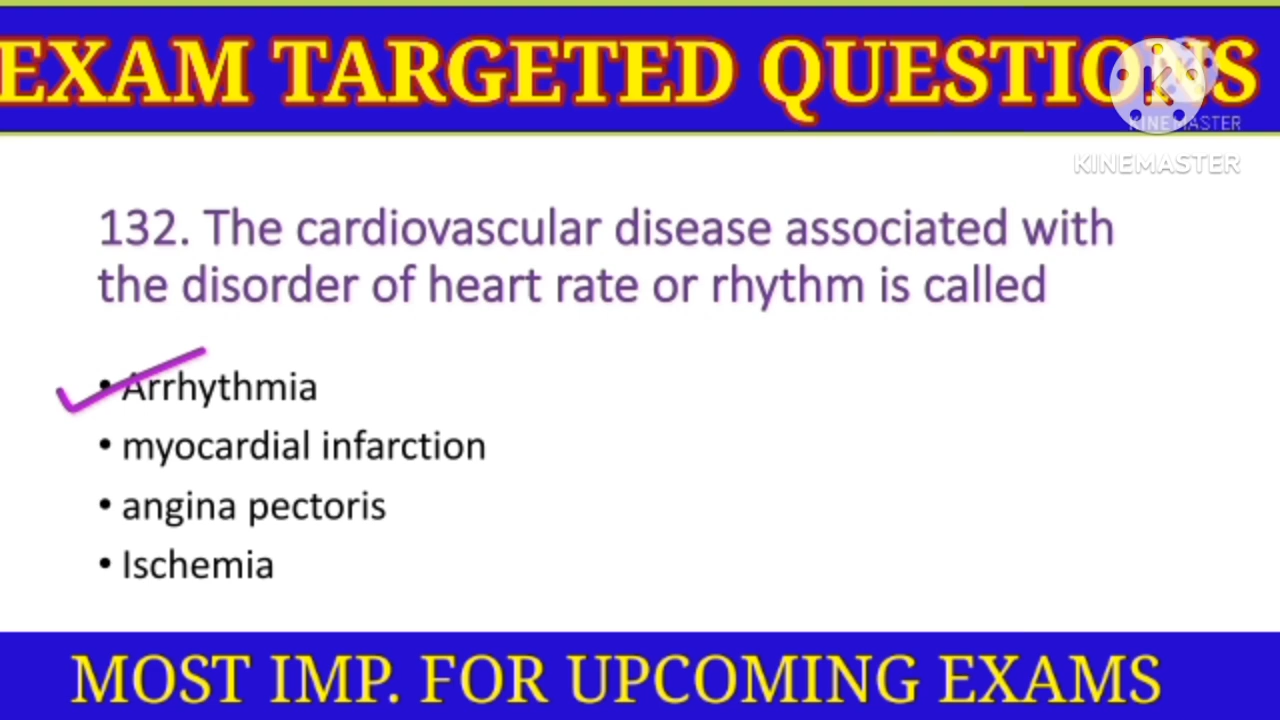 EXAM TARGETED QUESTIONS
K
KINEMASTER
KINEMASTER
132. The cardiovascular disease associated with
the disorder of heart rate or rhythm is called
• Arrhythmia
• myocardial infarction
• angina pectoris
• Ischemia
MOST IMP. FOR UPCOMING EXAMS